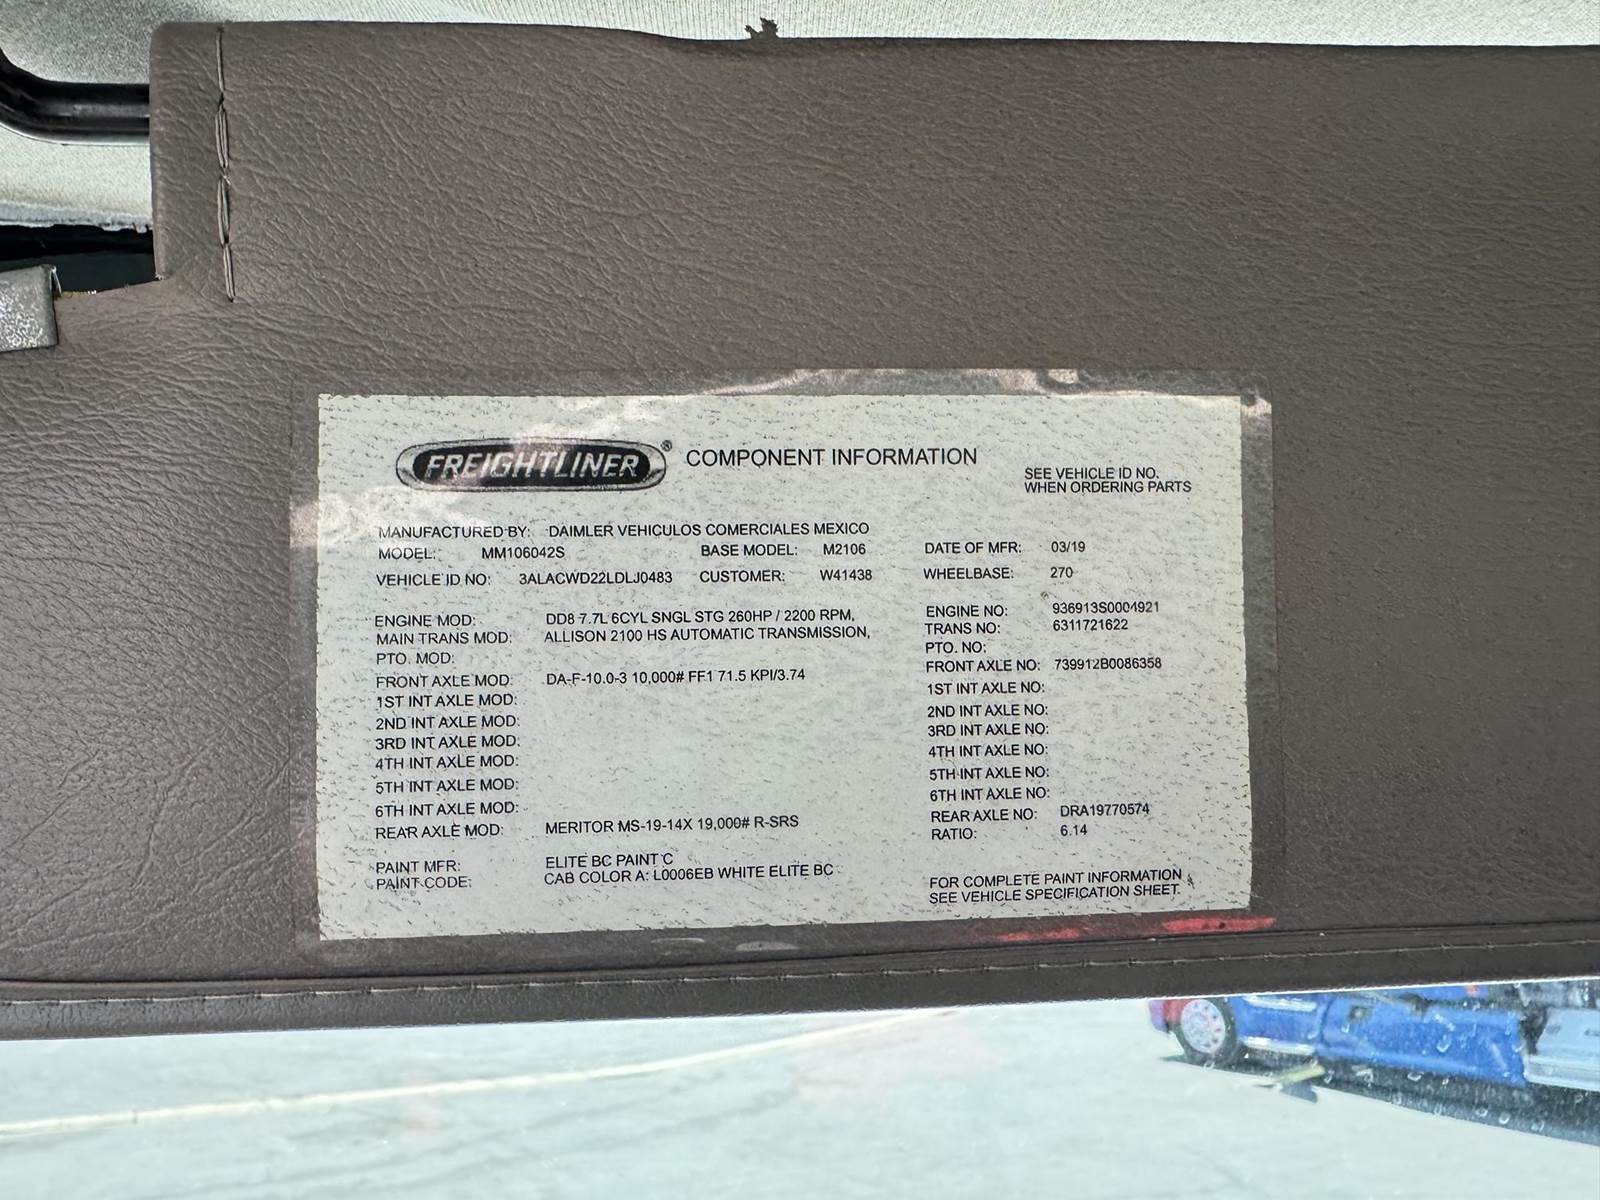 FREIGHTLINER® COMPONENT INFORMATION
SEE VEHICLE ID NO.
WHEN ORDERING PARTS
MANUFACTURED BY: DAIMLER VEHICULOS COMERCIALES MEXICO
MODEL: MM106042S BASE MODEL: M2106 DATE OF MFR: 03/19
VEHICLE ID NO: 3ALACWD22LDLJ0483 CUSTOMER: W41438 WHEELBASE: 270
ENGINE MOD: DD8 7.7L 6CYL SNGL STG 260HP / 2200 RPM, ENGINE NO: 936913S0004921
MAIN TRANS MOD: ALLISON 2100 HS AUTOMATIC TRANSMISSION, TRANS NO: 6311721622
PTO. MOD: PTO. NO:
FRONT AXLE MOD: DA-F-10.0-3 10,000# FF1 71.5 KPI/3.74 FRONT AXLE NO: 739912B0086358
1ST INT AXLE MOD: 1ST INT AXLE NO:
2ND INT AXLE MOD: 2ND INT AXLE NO:
3RD INT AXLE MOD: 3RD INT AXLE NO:
4TH INT AXLE MOD: 4TH INT AXLE NO:
5TH INT AXLE MOD: 5TH INT AXLE NO:
6TH INT AXLE MOD: 6TH INT AXLE NO:
REAR AXLE MOD: MERITOR MS-19-14X 19,000# R-SRS REAR AXLE NO: DRA19770574
RATIO: 6.14
PAINT MFR: ELITE BC PAINT C
PAINT CODE: CAB COLOR A: L0006EB WHITE ELITE BC
FOR COMPLETE PAINT INFORMATION
SEE VEHICLE SPECIFICATION SHEET.